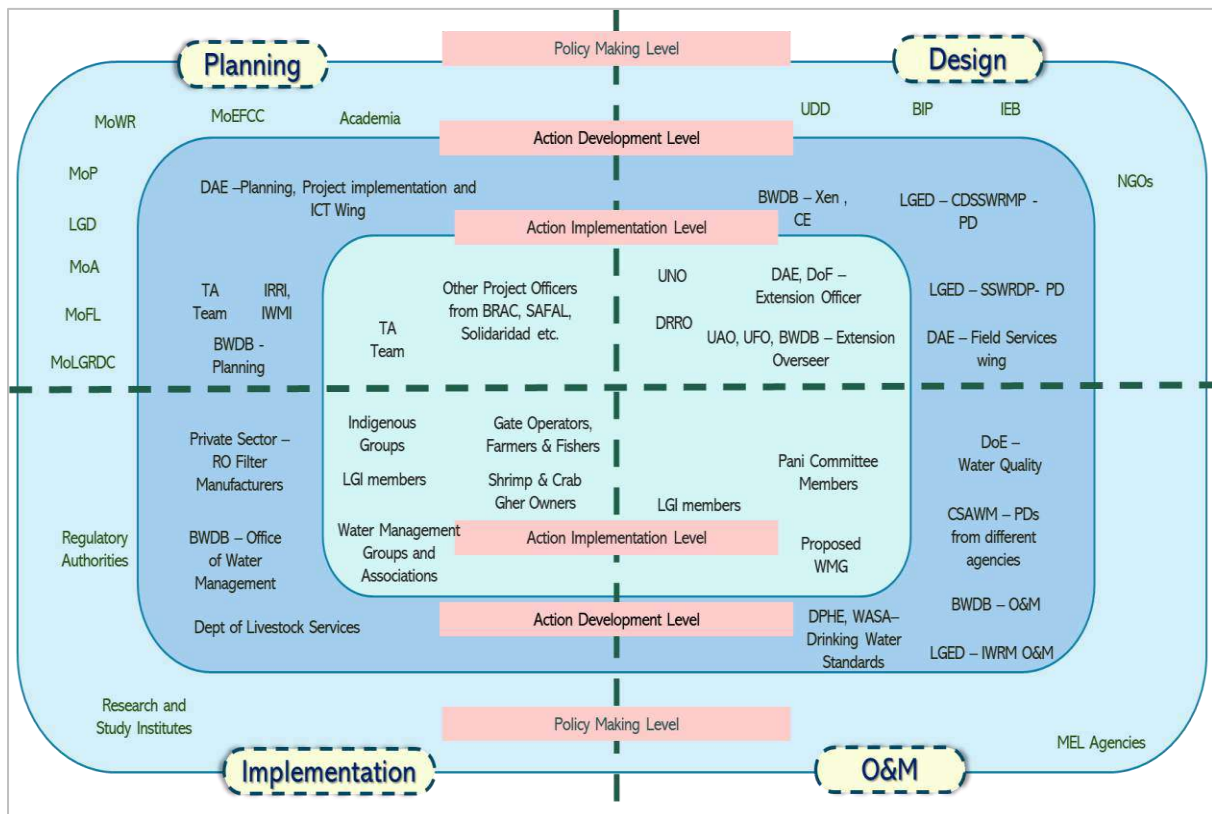 Policy Making Level
Planning
Design
MoWR
MoEFCC
Academia
UDD
BIP
IEB
Action Development Level
MoP
NGOs
DAE –Planning, Project implementation and
ICT Wing
BWDB – Xen ,
CE
LGED – CDSSWRMP -
PD
LGD
Action Implementation Level
MoA
MoFL
MoLGRDC
TA
Team
IRRI,
IWMI
BWDB -
Planning
TA
Team
Other Project Officers
from BRAC, SAFAL,
Solidaridad etc.
UNO
DRRO
DAE, DoF –
Extension Officer
UAO, UFO, BWDB – Extension
Overseer
LGED – SSWRDP- PD
DAE – Field Services
wing
Private Sector –
RO Filter
Manufacturers
Indigenous
Groups
LGI members
Gate Operators,
Farmers & Fishers
Shrimp & Crab
Gher Owners
LGI members
Pani Committee
Members
DoE –
Water Quality
Regulatory
Authorities
BWDB – Office
of Water
Management
Water Management
Groups and
Associations
Action Implementation Level
Proposed
WMG
CSAWM – PDs
from different
agencies
Dept of Livestock Services
Action Development Level
DPHE, WASA–
Drinking Water
Standards
BWDB – O&M
LGED – IWRM O&M
Research and
Study Institutes
Policy Making Level
MEL Agencies
Implementation
O&M